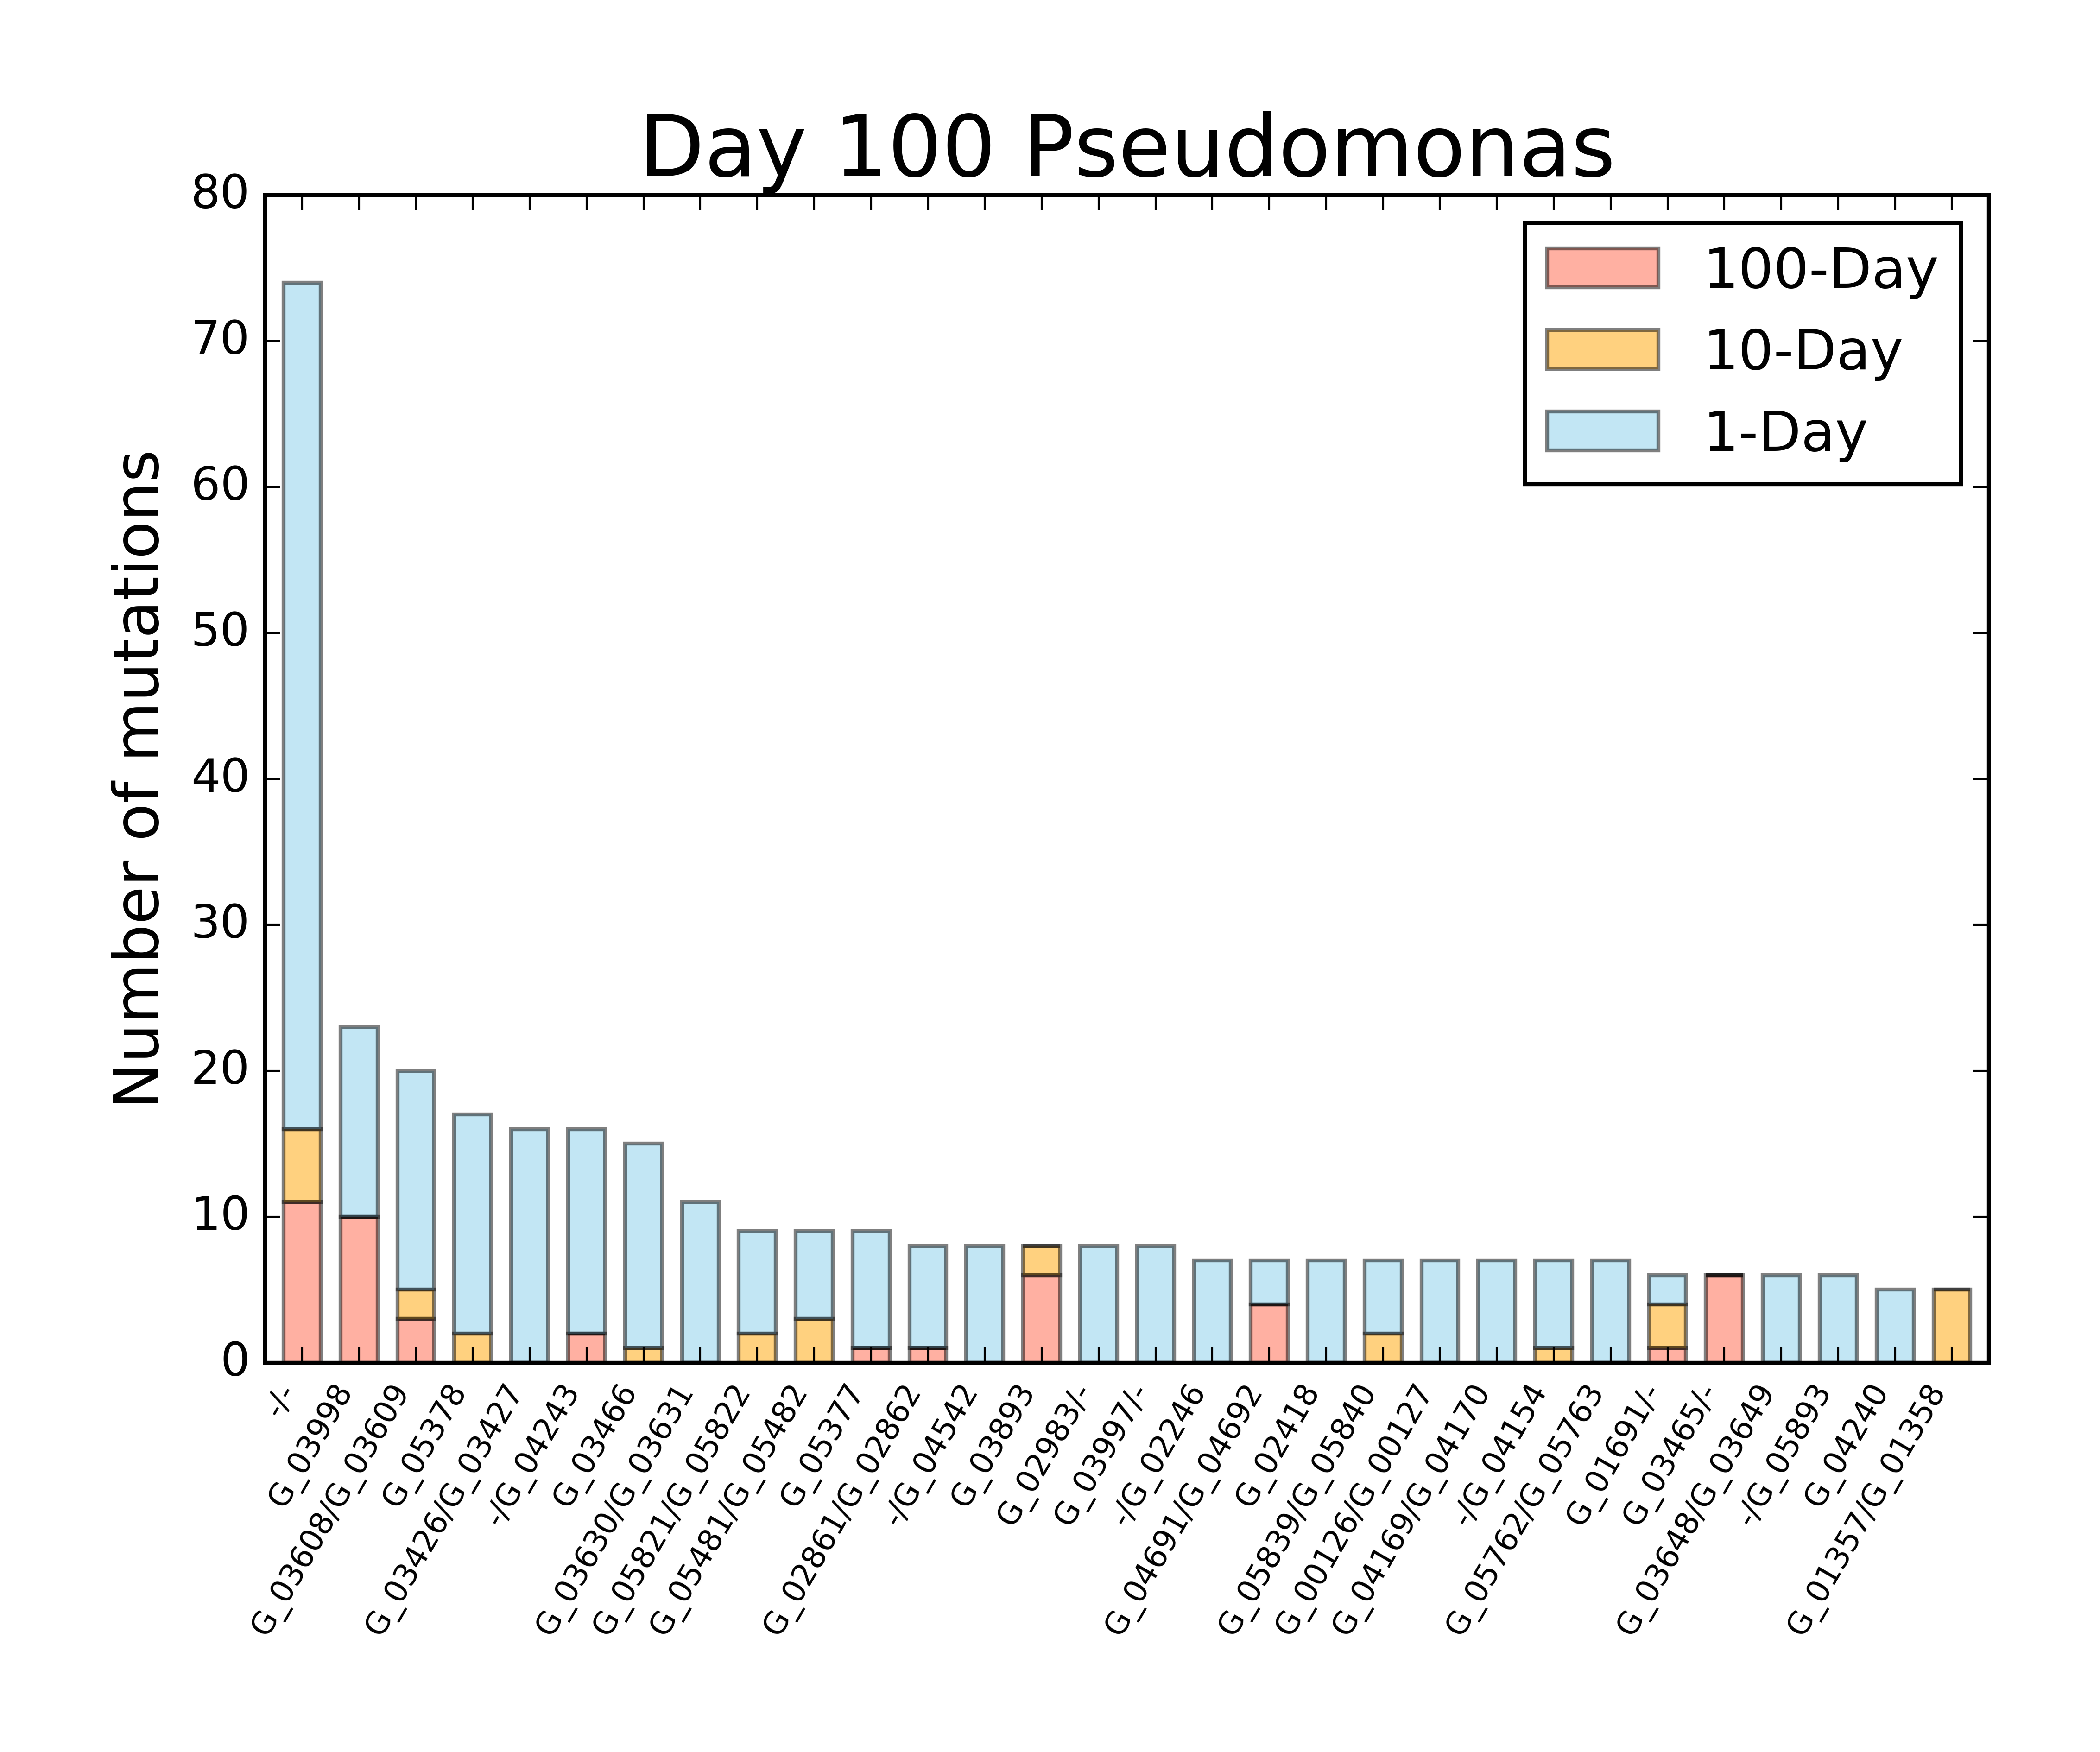 Day 100 Pseudomonas
Number of mutations
80
70
60
50
40
30
20
10
0
100-Day
10-Day
1-Day
-/-
G_03998
G_03608/G_03609
G_05378
G_03426/G_03427
-/G_04243
G_03466
G_03630/G_03631
G_05821/G_05822
G_05481/G_05482
G_05377
G_02861/G_02862
-/G_04542
G_03893
G_02983/-
G_03997/-
-/G_02246
G_04691/G_04692
G_02418
G_05839/G_05840
G_00126/G_00127
G_04169/G_04170
-/G_04154
G_05762/G_05763
G_01691/-
G_03465/-
G_03648/G_03649
-/G_05893
G_04240
G_01357/G_01358